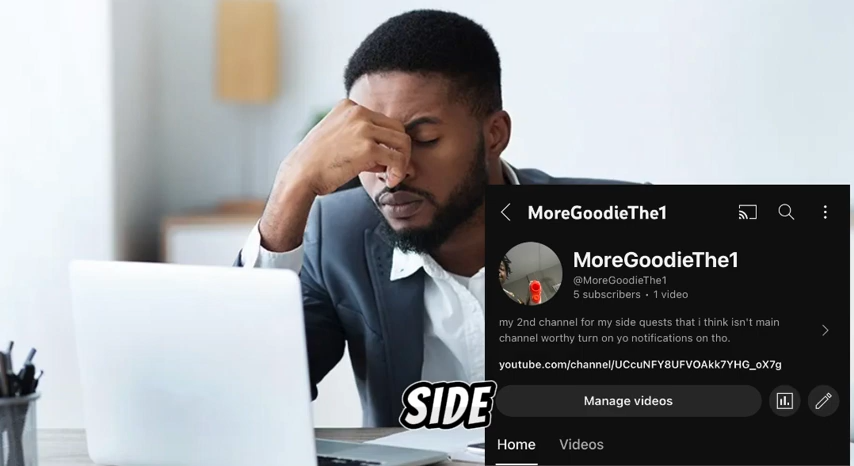 MoreGoodieThe1
MoreGoodieThe1
@MoreGoodieThe1
5 subscribers • 1 video
my 2nd channel for my side quests that i think isn't main
channel worthy turn on yo notifications on tho.
youtube.com/channel/UCcuNFY8UFVOAkk7YHG_oX7g
SIDE
Manage videos
Home Videos